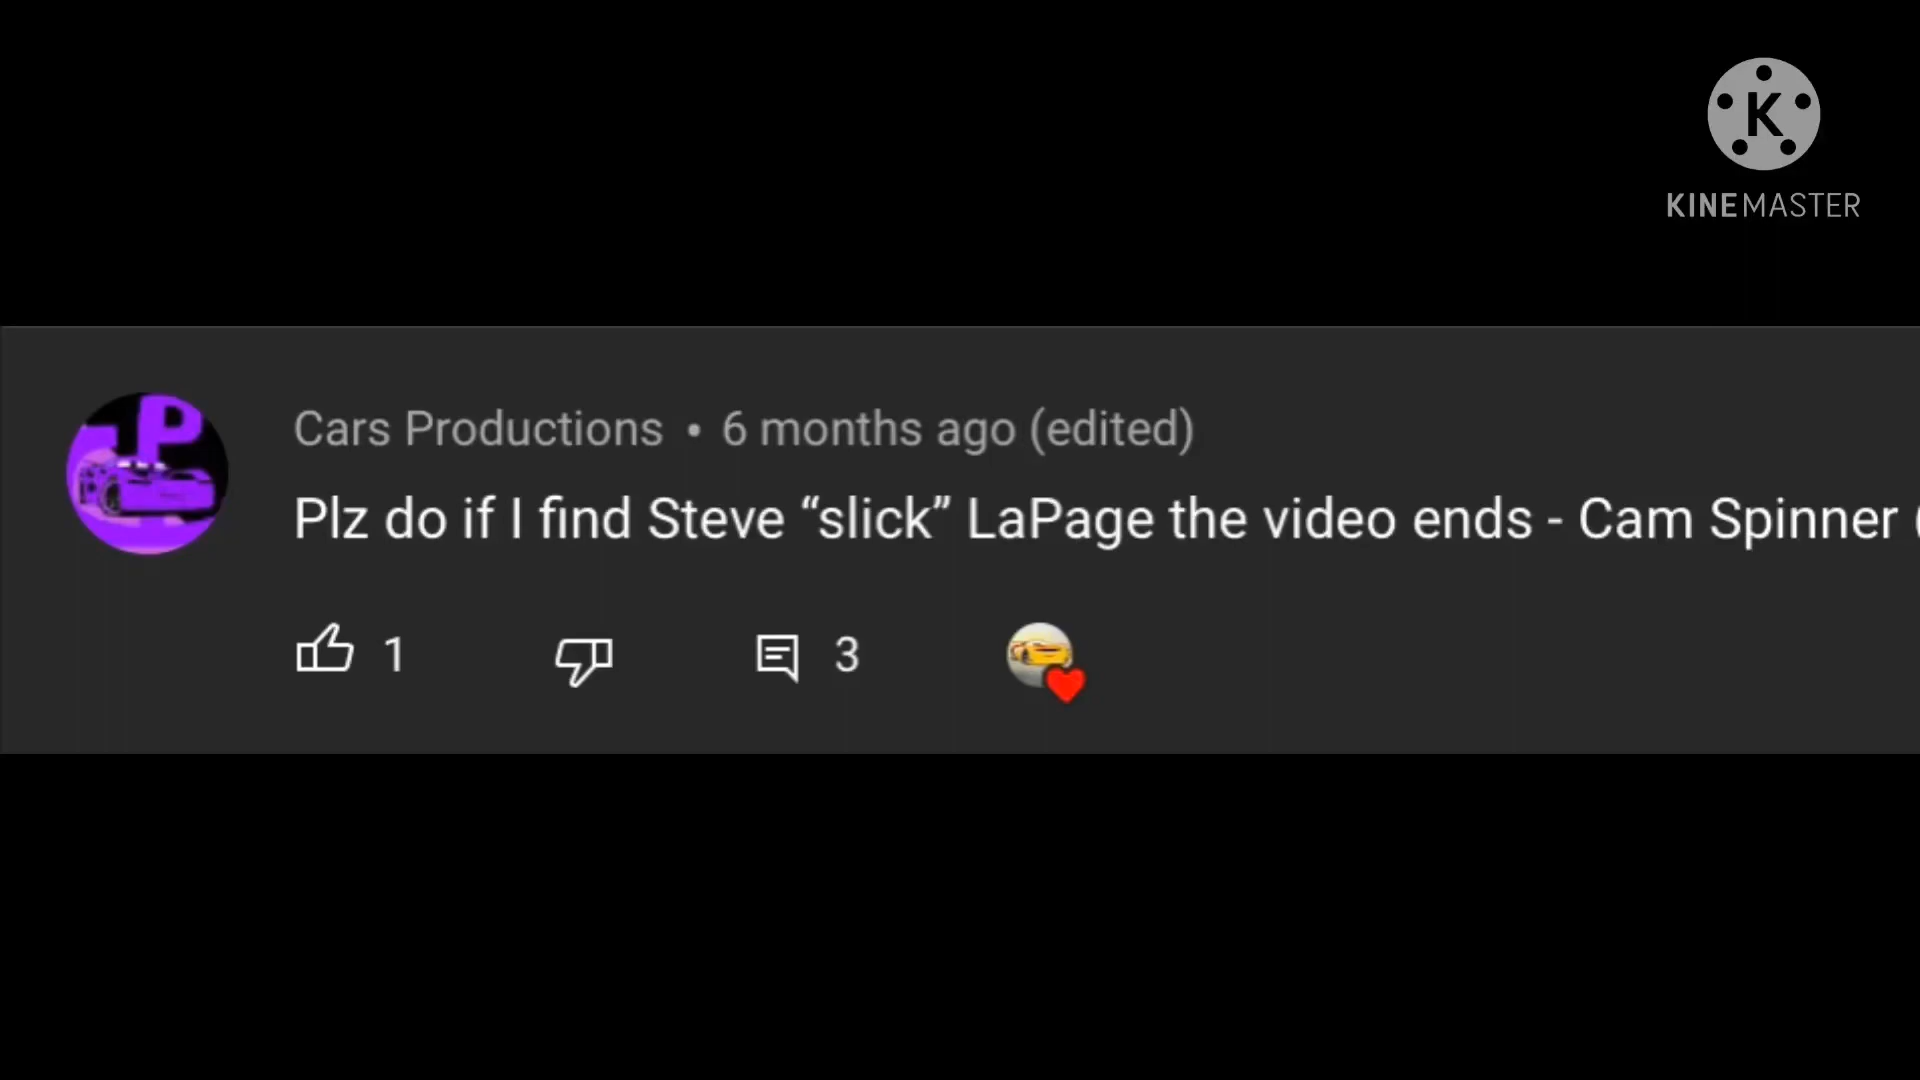 K
KINEMASTER
P
Cars Productions • 6 months ago (edited)
Plz do if I find Steve “slick” LaPage the video ends - Cam Spinner (
1
3